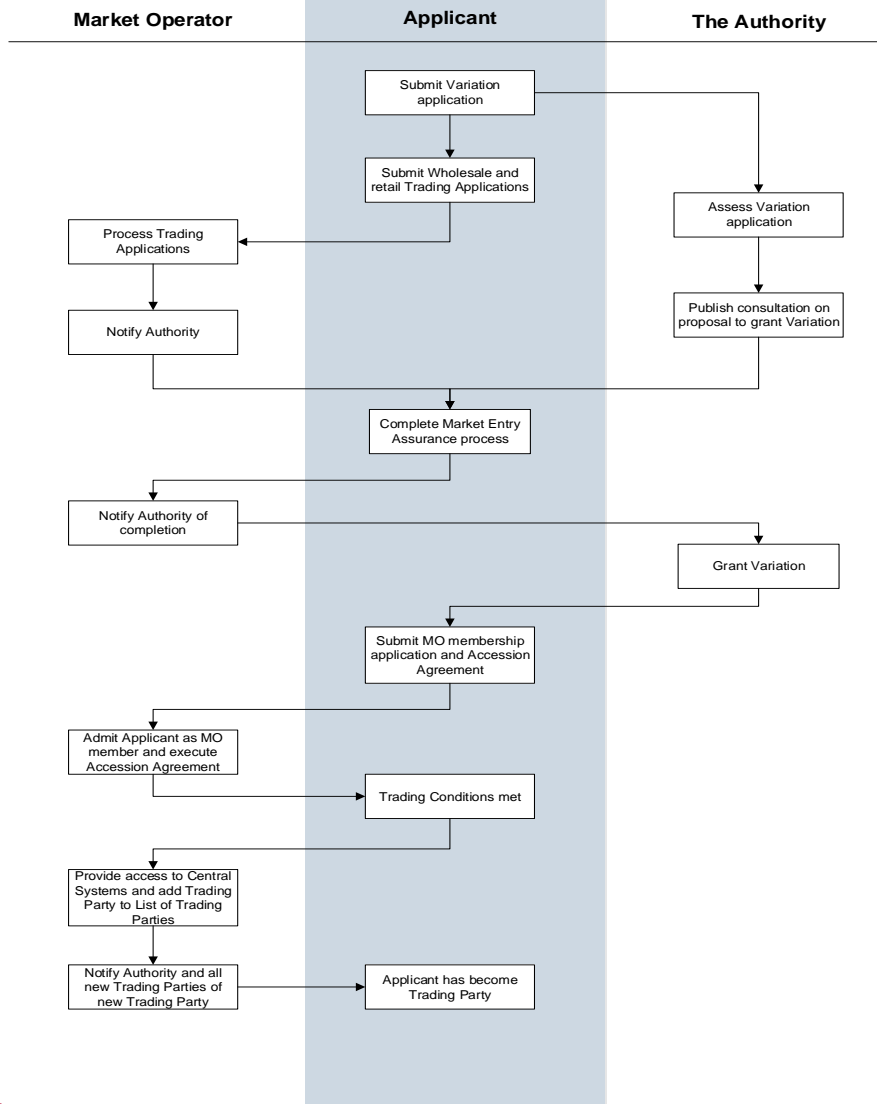 Market Operator
Applicant
The Authority
Submit Variation
application
Submit Wholesale and
retail Trading Applications
Assess Variation
application
Process Trading
Applications
Publish consultation on
proposal to grant Variation
Notify Authority
Complete Market Entry
Assurance process
Notify Authority of
completion
Grant Variation
Submit MO membership
application and Accession
Agreement
Admit Applicant as MO
member and execute
Accession Agreement
Trading Conditions met
Provide access to Central
Systems and add Trading
Party to List of Trading
Parties
Notify Authority and all
new Trading Parties of
new Trading Party
Applicant has become
Trading Party